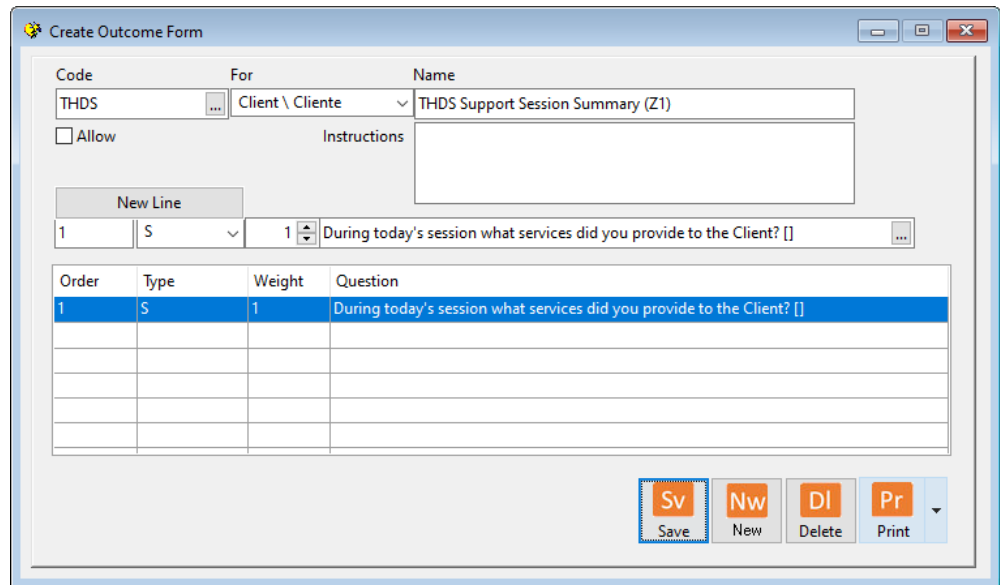 Create Outcome Form
Code For Name
THDS ... Client \ Cliente THDS Support Session Summary (Z1)
Allow Instructions
New Line
1 S 1 During today's session what services did you provide to the Client? [] ...
Order Type Weight Question
1 S 1 During today's session what services did you provide to the Client? []
Sv Nw Dl Pr
Save New Delete Print